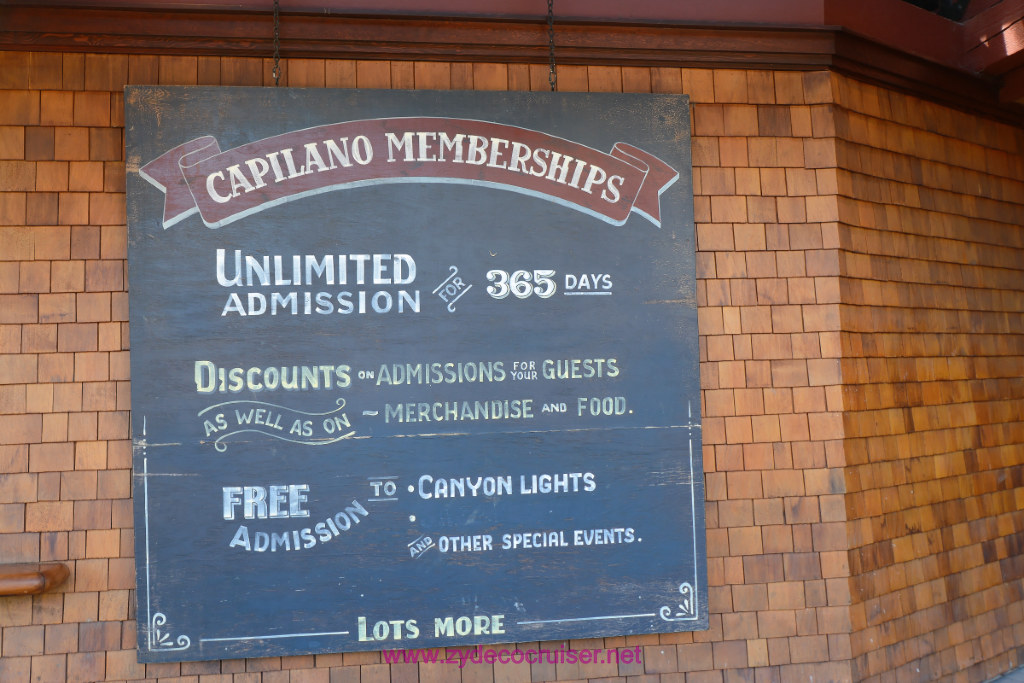 CAPILANO MEMBERSHIPS
UNLIMITED
ADMISSION FOR 365 DAYS
DISCOUNTS ON ADMISSIONS FOR YOUR GUESTS
AS WELL AS ON ~ MERCHANDISE AND FOOD.
FREE
ADMISSION TO • CANYON LIGHTS
•
AND OTHER SPECIAL EVENTS.
LOTS MORE
www.zydecocruiser.net